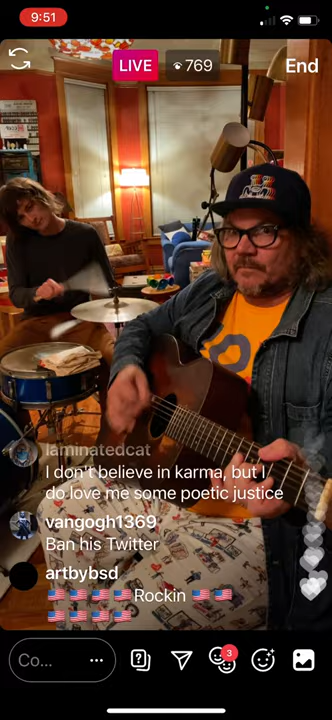 9:51
LIVE
769
End
laminatedcat
I don't believe in karma, but I
do love me some poetic justice
vangogh1369
Ban his Twitter
artbybsd
🇺🇸🇺🇸🇺🇸🇺🇸Rockin 🇺🇸🇺🇸
🇺🇸🇺🇸🇺🇸🇺🇸
Co...
3